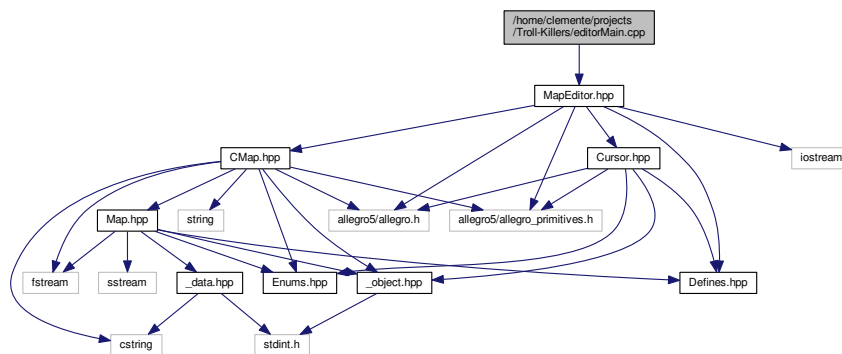 /home/clemente/projects
/Troll-Killers/editorMain.cpp
MapEditor.hpp
CMap.hpp
Cursor.hpp
iostream
Map.hpp
string
allegro5/allegro.h
allegro5/allegro_primitives.h
fstream
sstream
_data.hpp
Enums.hpp
_object.hpp
Defines.hpp
cstring
stdint.h